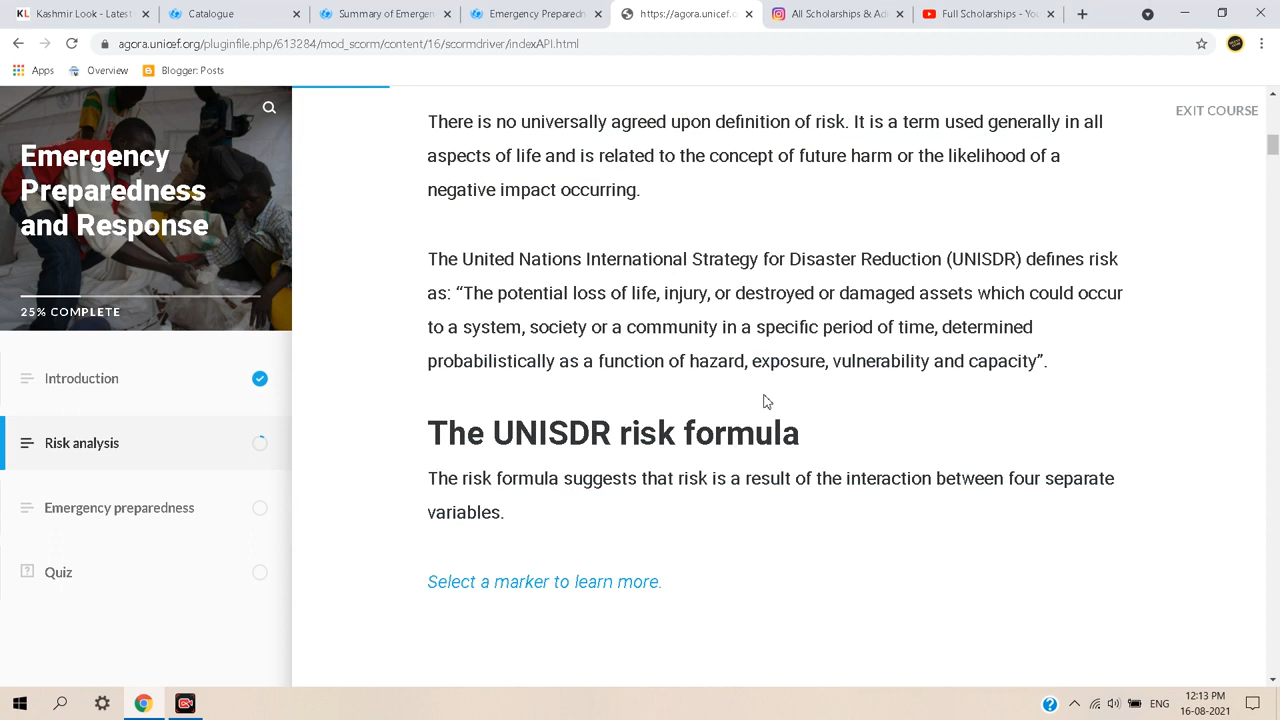 Kashmir Look - Latest
Catalogue
Summary of Emergen
Emergency Preparedn
https://agora.unicef.o
All Scholarships & Ad
Full Scholarships - Yo
agora.unicef.org/pluginfile.php/613284/mod_scorm/content/16/scormdriver/indexAPI.html
Apps
Overview
Blogger: Posts
Emergency
Preparedness
and Response
25% COMPLETE
Introduction
Risk analysis
Emergency preparedness
Quiz
EXIT COURSE
There is no universally agreed upon definition of risk. It is a term used generally in all
aspects of life and is related to the concept of future harm or the likelihood of a
negative impact occurring.
The United Nations International Strategy for Disaster Reduction (UNISDR) defines risk
as: “The potential loss of life, injury, or destroyed or damaged assets which could occur
to a system, society or a community in a specific period of time, determined
probabilistically as a function of hazard, exposure, vulnerability and capacity”.
The UNISDR risk formula
The risk formula suggests that risk is a result of the interaction between four separate
variables.
Select a marker to learn more.
ENG
12:13 PM
16-08-2021